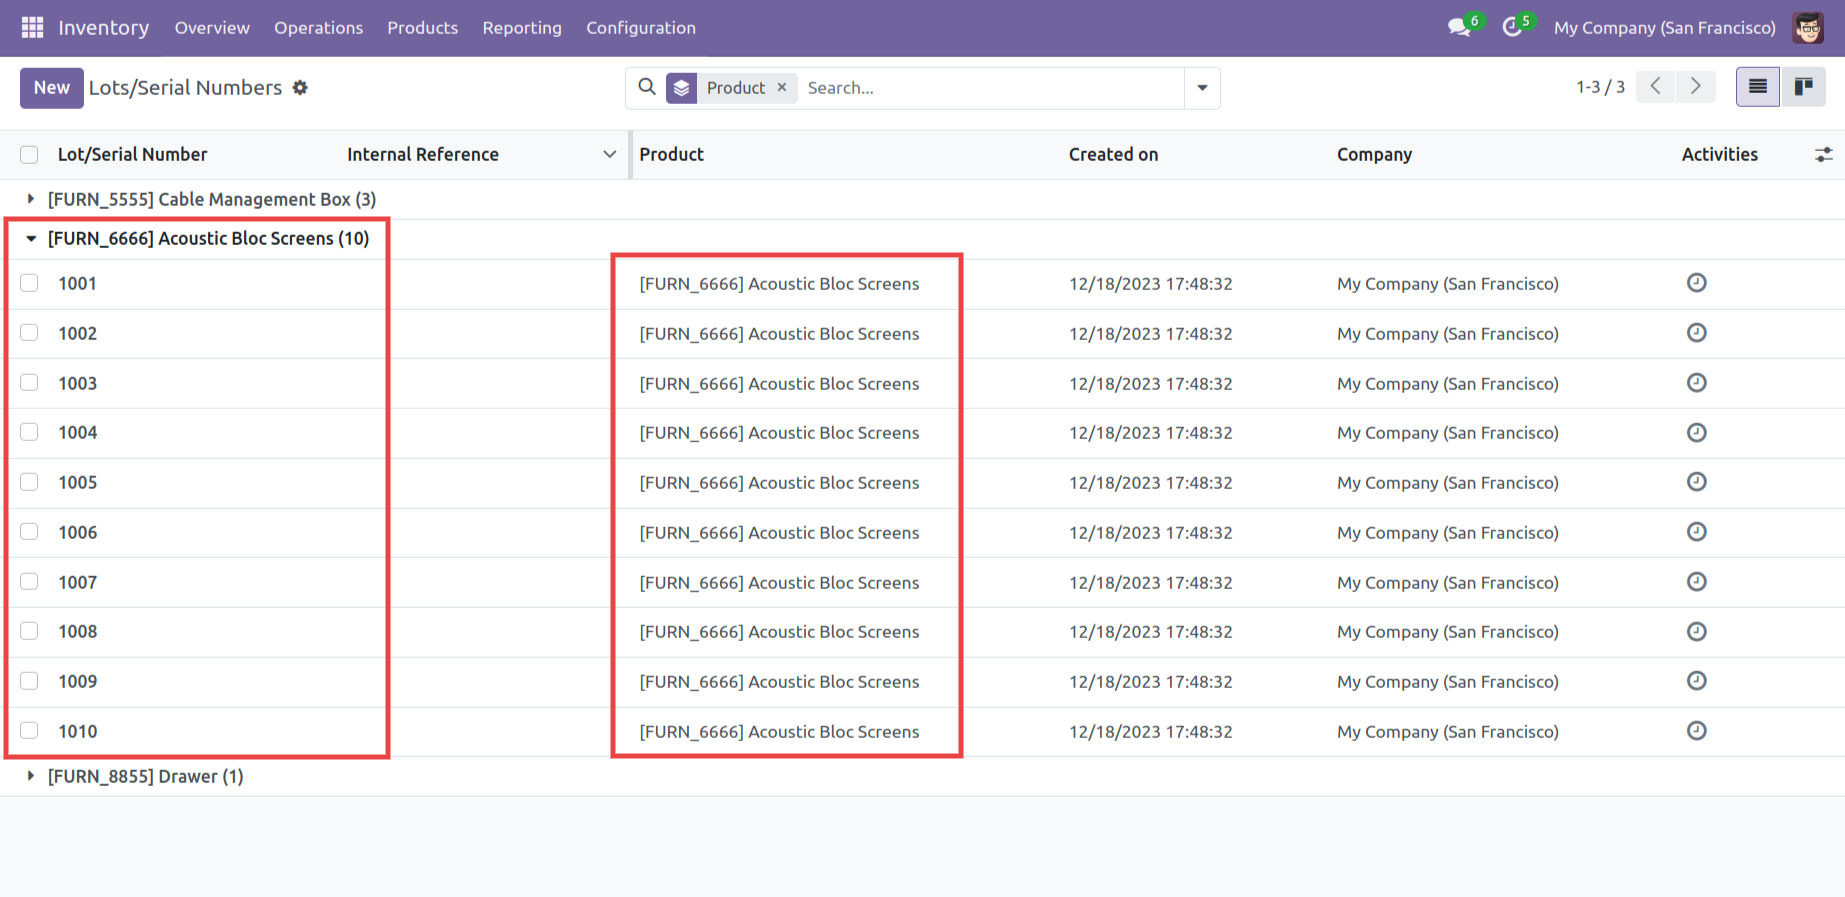 Inventory Overview Operations Products Reporting Configuration 6 5 My Company (San Francisco)
New Lots/Serial Numbers Product × Search... 1-3 / 3
Lot/Serial Number Internal Reference Product Created on Company Activities
[FURN_5555] Cable Management Box (3)
[FURN_6666] Acoustic Bloc Screens (10)
1001 [FURN_6666] Acoustic Bloc Screens 12/18/2023 17:48:32 My Company (San Francisco)
1002 [FURN_6666] Acoustic Bloc Screens 12/18/2023 17:48:32 My Company (San Francisco)
1003 [FURN_6666] Acoustic Bloc Screens 12/18/2023 17:48:32 My Company (San Francisco)
1004 [FURN_6666] Acoustic Bloc Screens 12/18/2023 17:48:32 My Company (San Francisco)
1005 [FURN_6666] Acoustic Bloc Screens 12/18/2023 17:48:32 My Company (San Francisco)
1006 [FURN_6666] Acoustic Bloc Screens 12/18/2023 17:48:32 My Company (San Francisco)
1007 [FURN_6666] Acoustic Bloc Screens 12/18/2023 17:48:32 My Company (San Francisco)
1008 [FURN_6666] Acoustic Bloc Screens 12/18/2023 17:48:32 My Company (San Francisco)
1009 [FURN_6666] Acoustic Bloc Screens 12/18/2023 17:48:32 My Company (San Francisco)
1010 [FURN_6666] Acoustic Bloc Screens 12/18/2023 17:48:32 My Company (San Francisco)
[FURN_8855] Drawer (1)